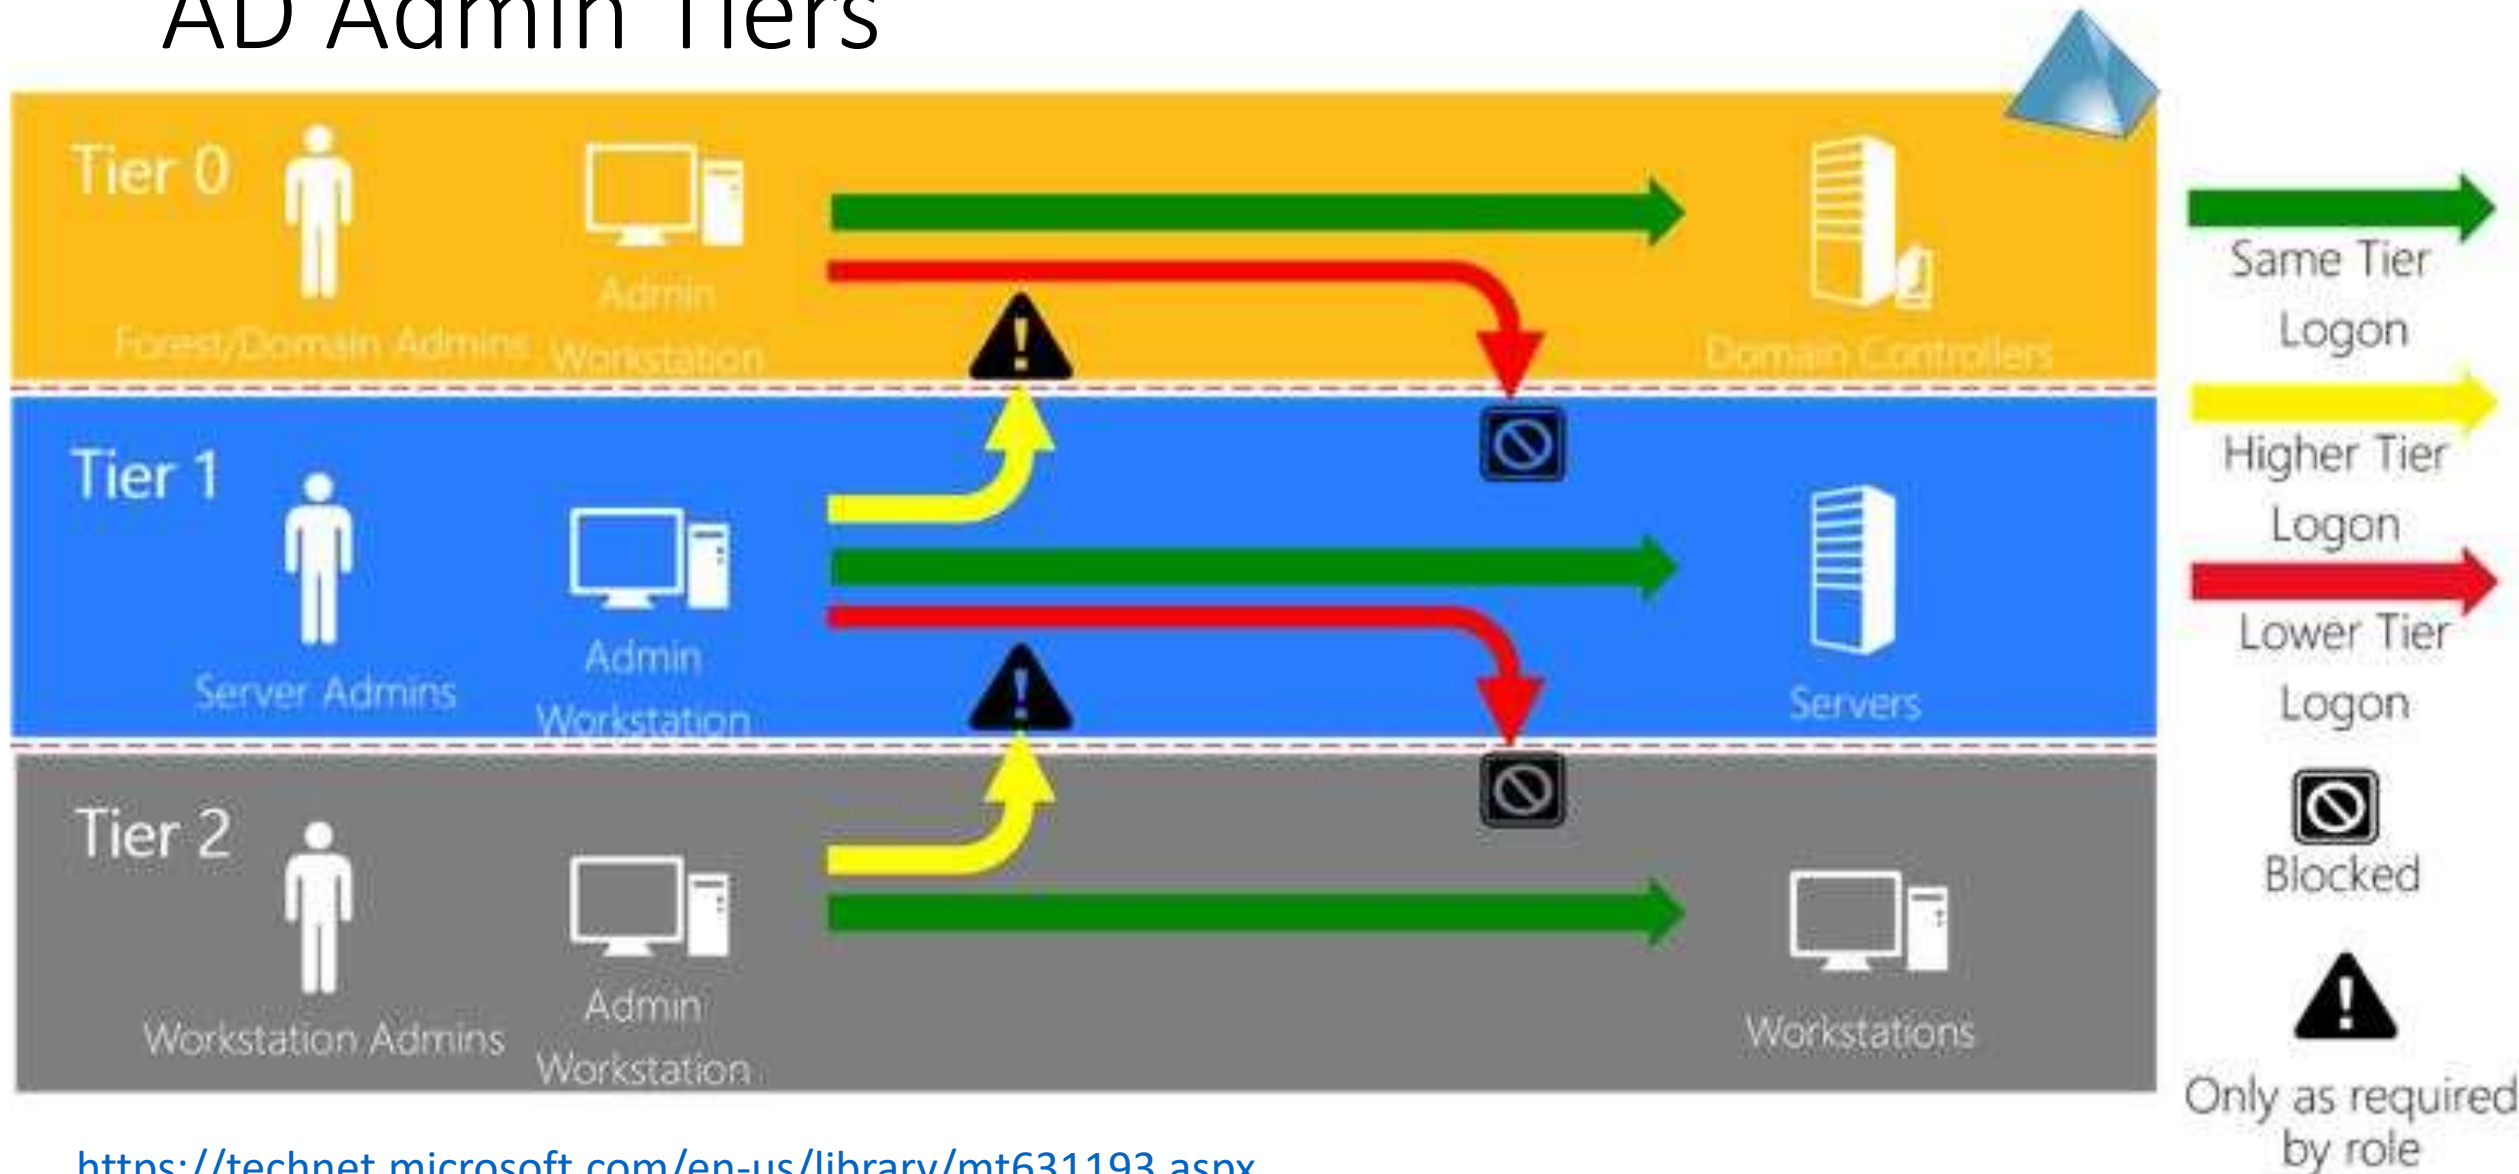 AD Admin Tiers
Tier 0
Forest/Domain Admins
Admin
Workstation
Domain Controllers
Tier 1
Server Admins
Admin
Workstation
Servers
Tier 2
Workstation Admins
Admin
Workstation
Workstations
Same Tier
Logon
Higher Tier
Logon
Lower Tier
Logon
Blocked
Only as required
by role
https://technet.microsoft.com/en-us/library/mt631193.aspx